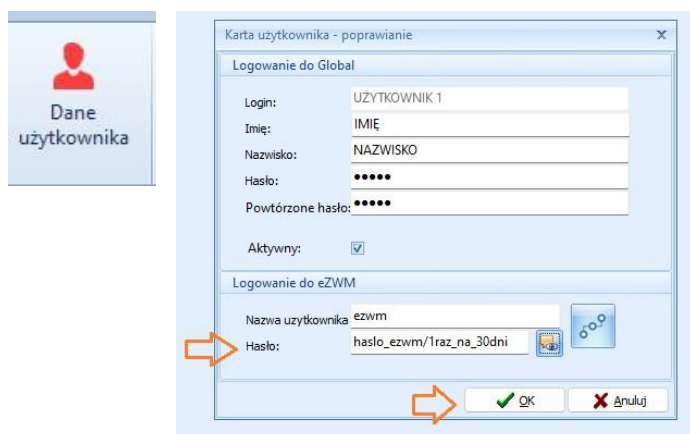 Dane
użytkownika
Karta użytkownika - poprawianie
x
Logowanie do Global
Login: UŻYTKOWNIK 1
Imię: IMIĘ
Nazwisko: NAZWISKO
Hasło: •••••
Powtórzone hasło: •••••
Aktywny:
Logowanie do eZWM
Nazwa uzytkownika ezwm
Hasło: haslo_ezwm/1raz_na_30dni
OK Anuluj